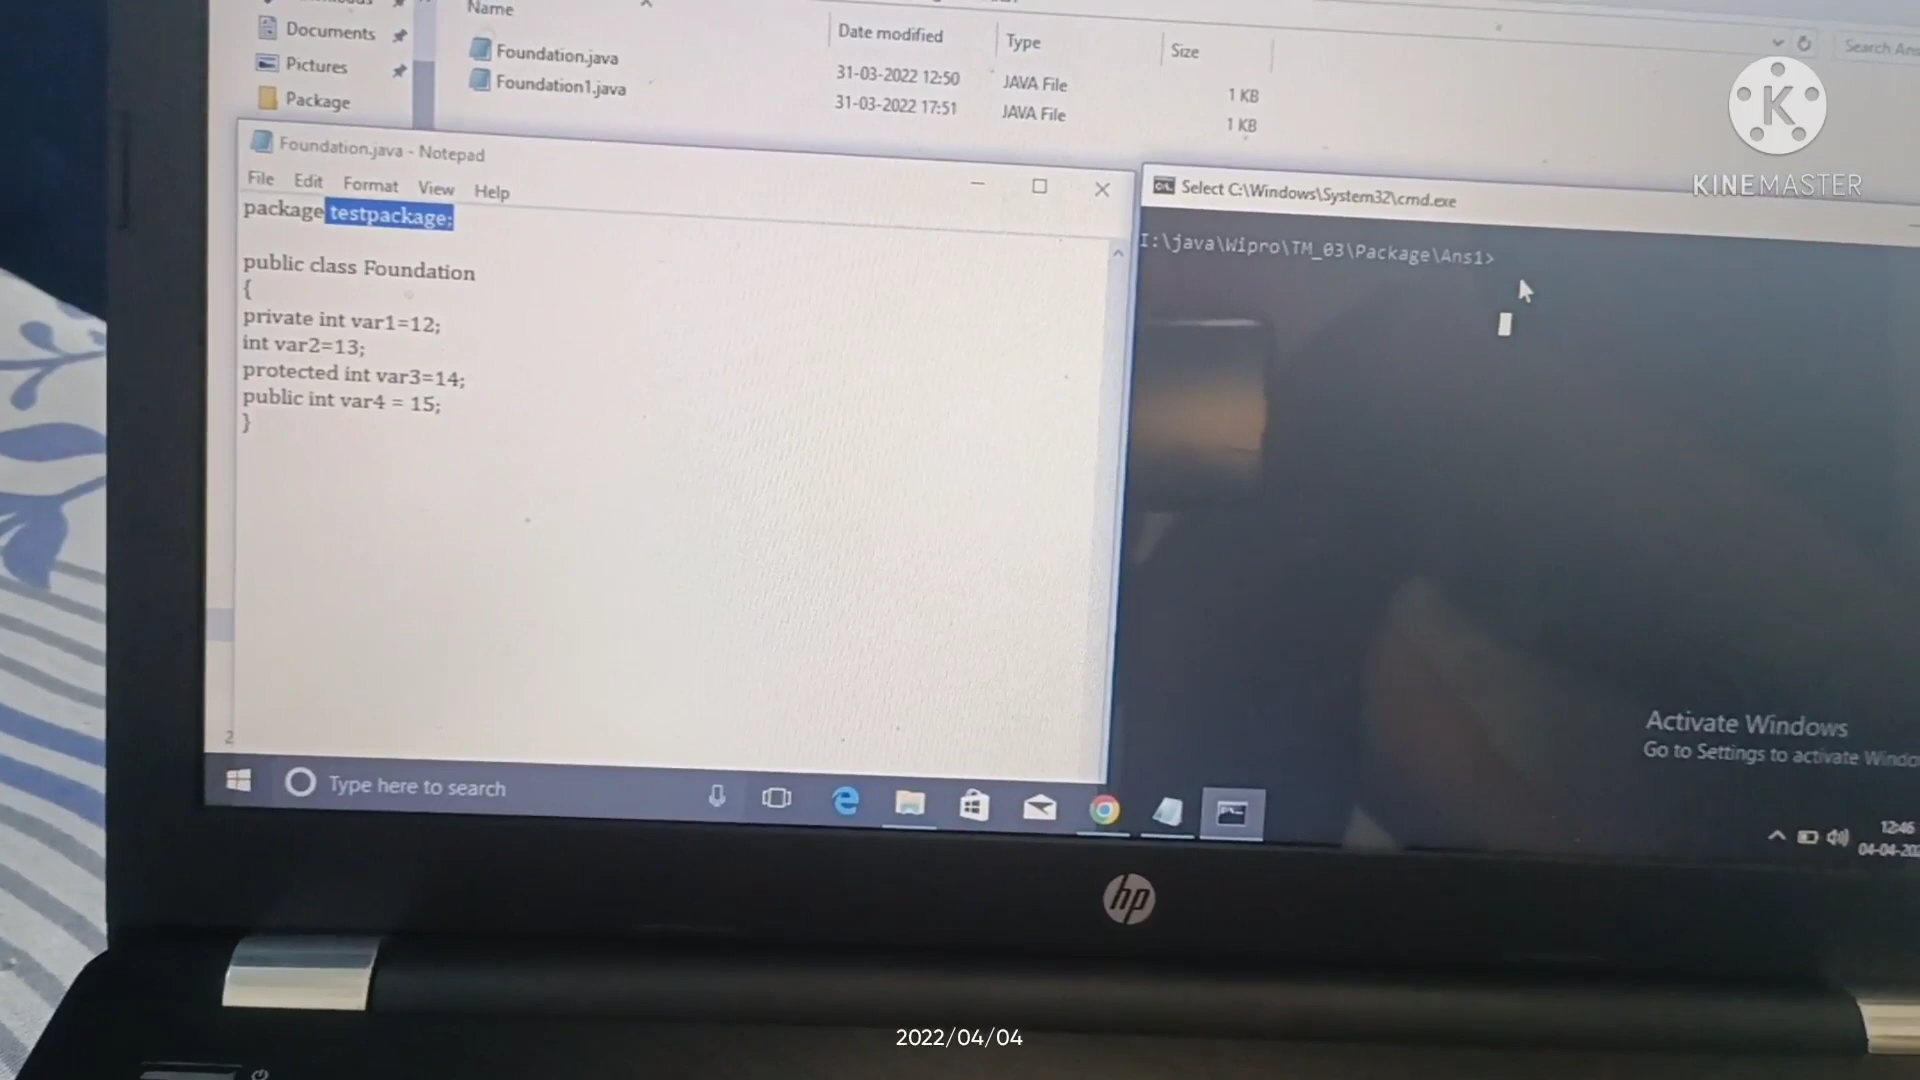 Name
Date modified
Type
Size
Search
Documents
Pictures
Package
Foundation.java
31-03-2022 12:50
JAVA File
1 KB
Foundation1.java
31-03-2022 17:51
JAVA File
1 KB
K
KINEMASTER
Foundation.java - Notepad
File Edit Format View Help
package testpackage;
public class Foundation
{
private int var1=12;
int var2=13;
protected int var3=14;
public int var4 = 15;
}
Select C:\Windows\System32\cmd.exe
I:\java\Wipro\TM_03\Package\Ans1>
Activate Windows
Go to Settings to activate
2
Type here to search
12:46
hp
2022/04/04